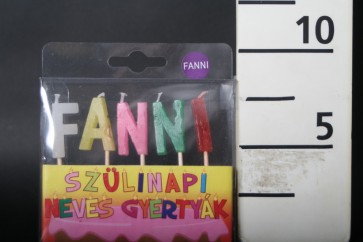 FANNI
FANNI
SZÜLINAPI
NEVES GYERTYÁK
10
5